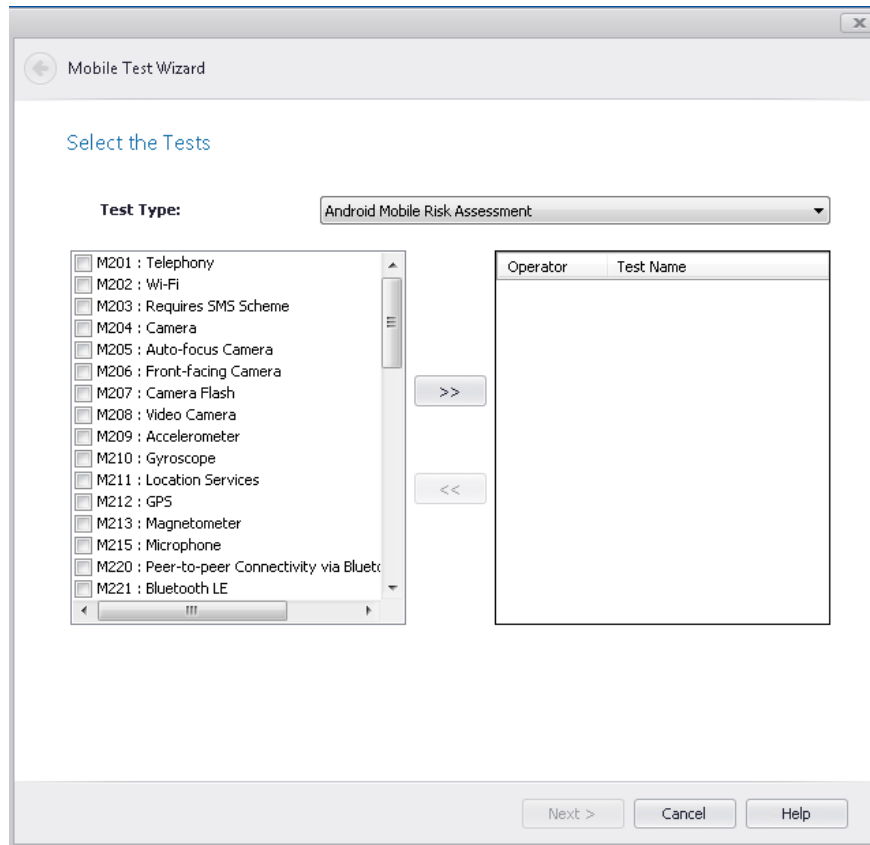 Mobile Test Wizard
Select the Tests
Test Type:
Android Mobile Risk Assessment
M201 : Telephony
M202 : Wi-Fi
M203 : Requires SMS Scheme
M204 : Camera
M205 : Auto-focus Camera
M206 : Front-facing Camera
M207 : Camera Flash
M208 : Video Camera
M209 : Accelerometer
M210 : Gyroscope
M211 : Location Services
M212 : GPS
M213 : Magnetometer
M215 : Microphone
M220 : Peer-to-peer Connectivity via Blueto
M221 : Bluetooth LE
>>
<<
Operator Test Name
Next > Cancel Help